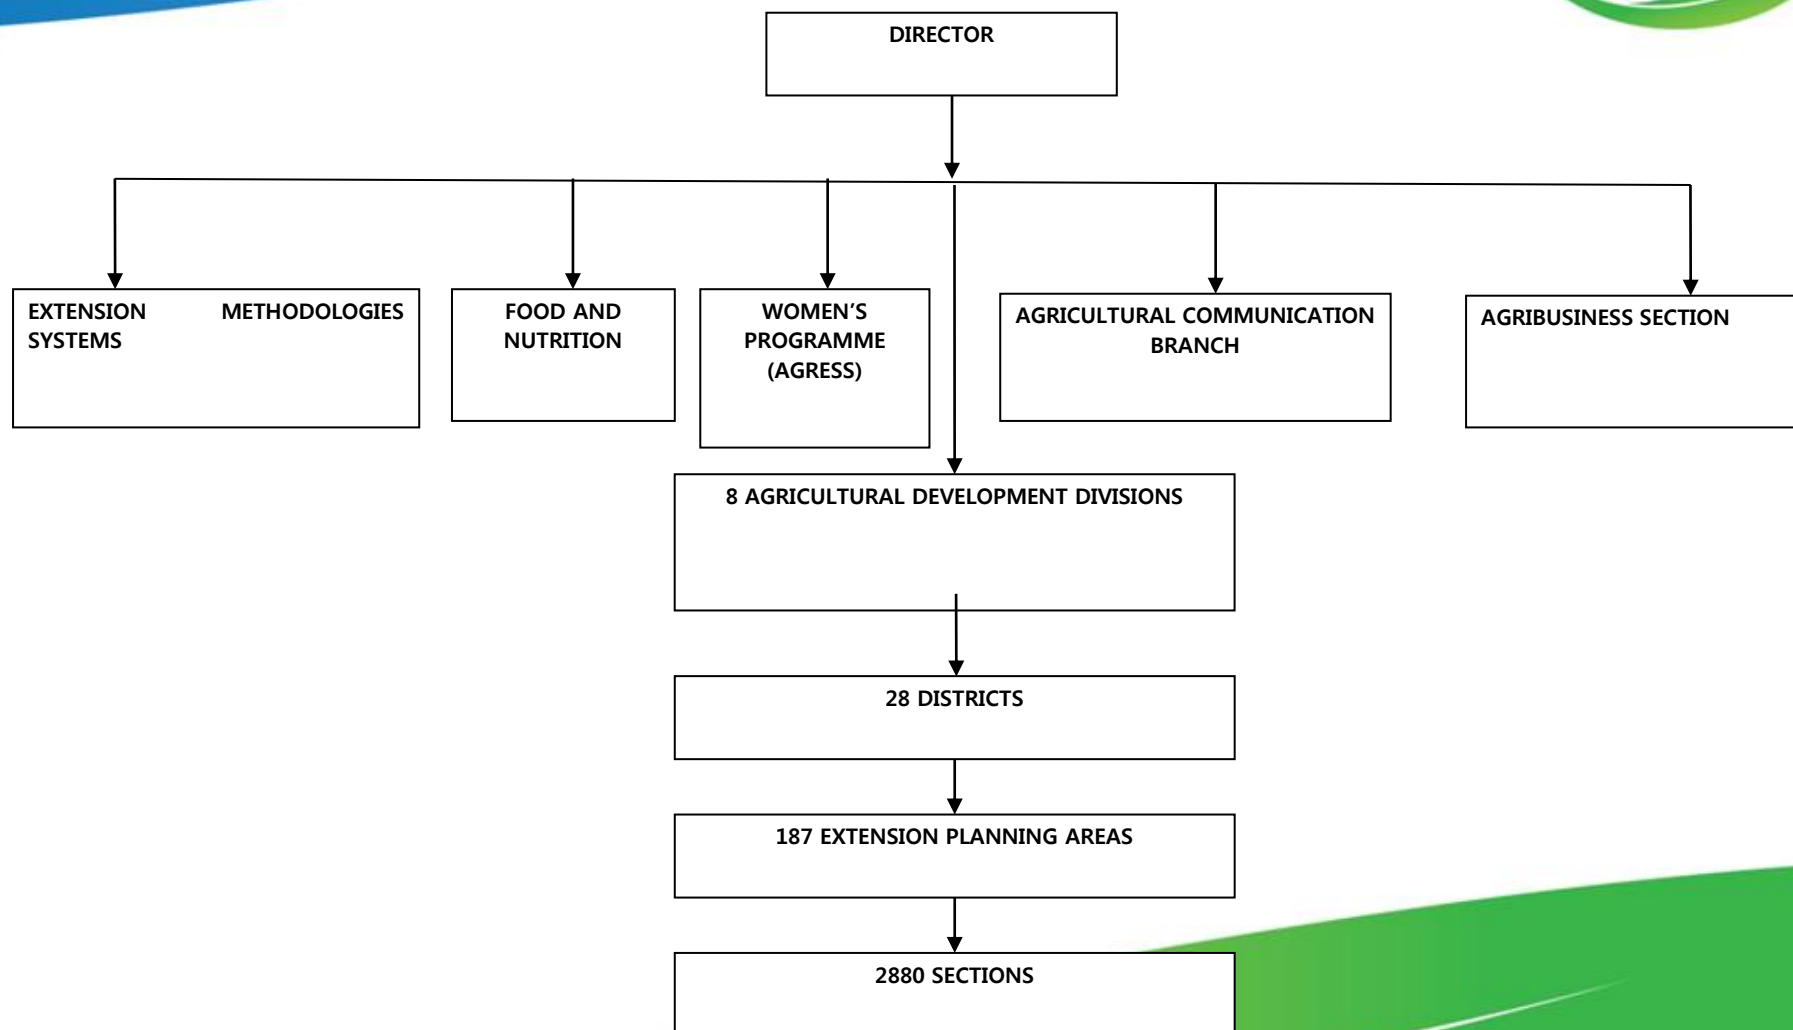 DIRECTOR
EXTENSION METHODOLOGIES
SYSTEMS
FOOD AND
NUTRITION
WOMEN’S
PROGRAMME
(AGRESS)
AGRICULTURAL COMMUNICATION
BRANCH
AGRIBUSINESS SECTION
8 AGRICULTURAL DEVELOPMENT DIVISIONS
28 DISTRICTS
187 EXTENSION PLANNING AREAS
2880 SECTIONS